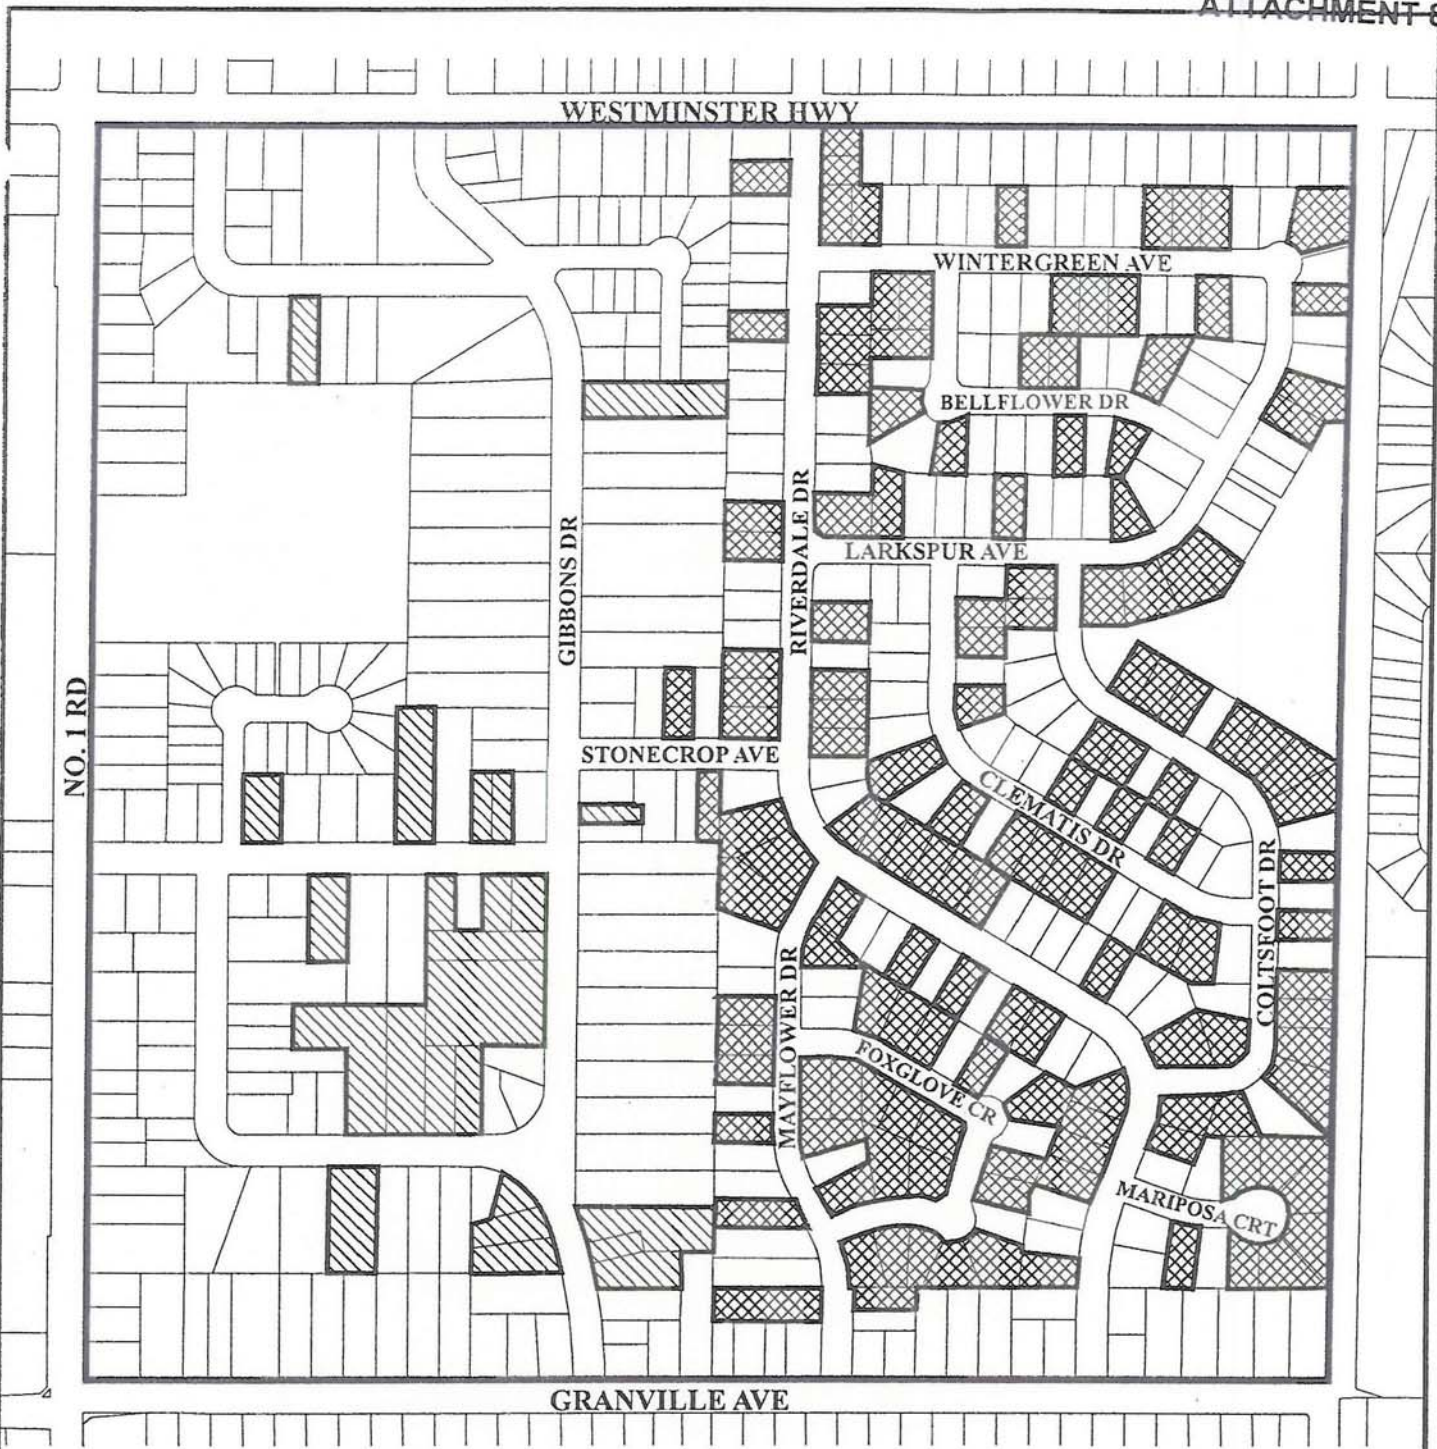 ATTACHMENT 8
WESTMINSTER HWY
WINTERGREEN AVE
BELLFLOWER DR
RIVERDALE DR
LARKSPUR AVE
GIBBONS DR
NO. 1 RD
STONECROP AVE
CLEMATIS DR
COLTSFOOT DR
MAYFLOWER DR
FOXGLOVE CR
MARIPOSA CRT
GRANVILLE AVE